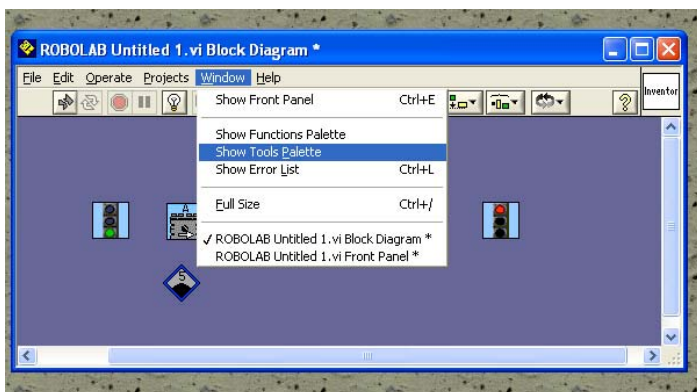 ROBOLAB Untitled 1.vi Block Diagram *
File Edit Operate Projects Window Help
Inventor
Show Front Panel Ctrl+E
Show Functions Palette
Show Tools Palette
Show Error List Ctrl+L
Full Size Ctrl+/
✓ ROBOLAB Untitled 1.vi Block Diagram *
ROBOLAB Untitled 1.vi Front Panel *
A
S